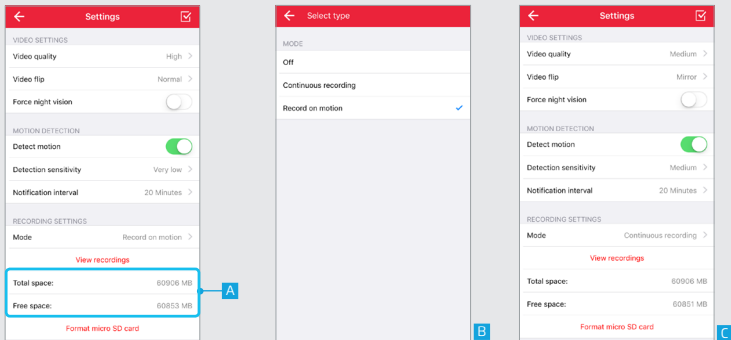 Settings
VIDEO SETTINGS
Video quality High
Video flip Normal
Force night vision
MOTION DETECTION
Detect motion
Detection sensitivity Very low
Notification interval 20 Minutes
RECORDING SETTINGS
Mode Record on motion
View recordings
Total space: 60906 MB
Free space: 60853 MB
Format micro SD card
A
Select type
MODE
Off
Continuous recording
Record on motion
B
Settings
VIDEO SETTINGS
Video quality Medium
Video flip Mirror
Force night vision
MOTION DETECTION
Detect motion
Detection sensitivity Medium
Notification interval 20 Minutes
RECORDING SETTINGS
Mode Continuous recording
View recordings
Total space: 60906 MB
Free space: 60851 MB
Format micro SD card
C